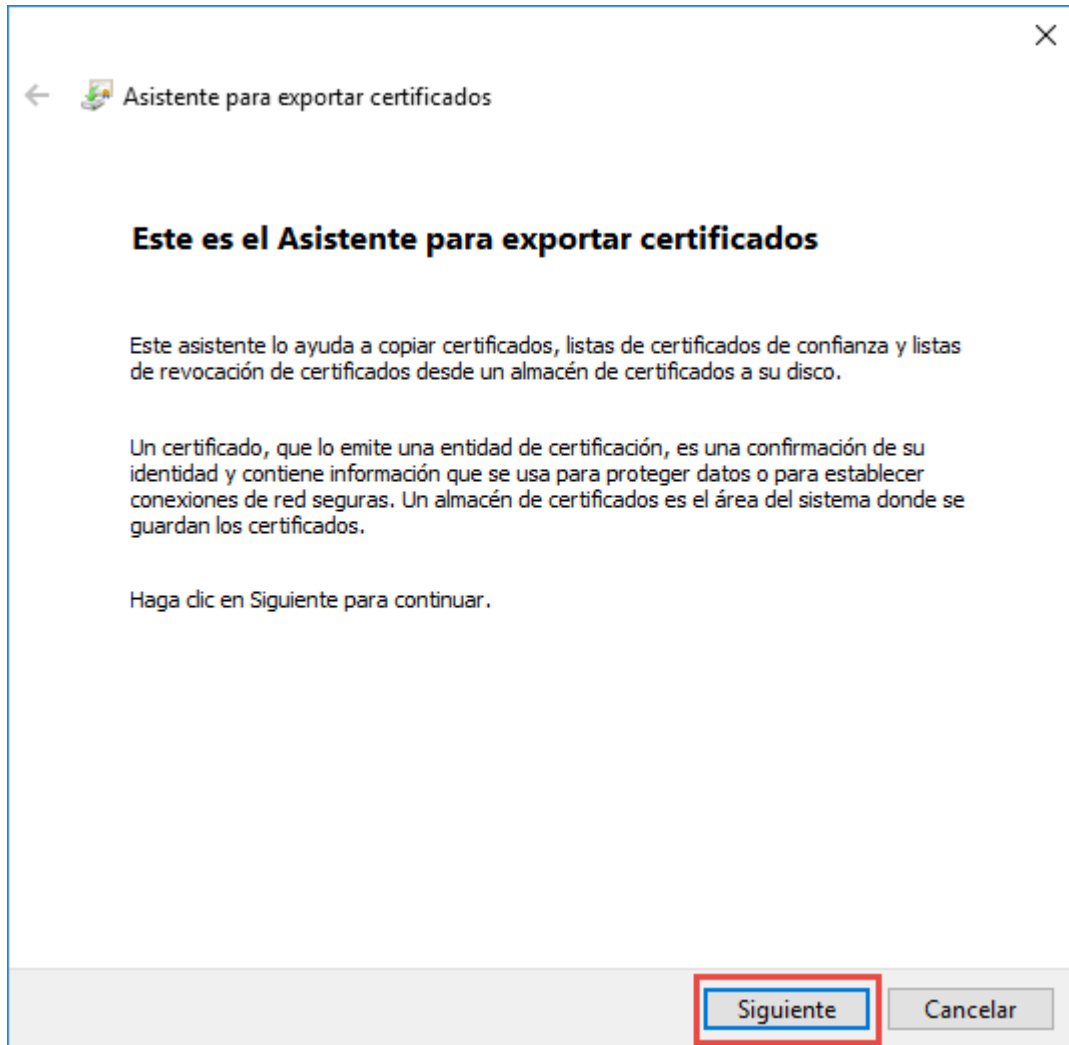 Asistente para exportar certificados
Este es el Asistente para exportar certificados
Este asistente lo ayuda a copiar certificados, listas de certificados de confianza y listas
de revocación de certificados desde un almacén de certificados a su disco.
Un certificado, que lo emite una entidad de certificación, es una confirmación de su
identidad y contiene información que se usa para proteger datos o para establecer
conexiones de red seguras. Un almacén de certificados es el área del sistema donde se
guardan los certificados.
Haga clic en Siguiente para continuar.
Siguiente
Cancelar